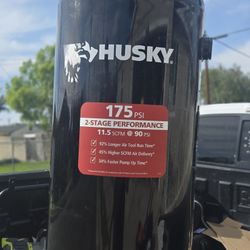 HUSKY
175 PSI
2-STAGE PERFORMANCE
11.5 SCFM @ 90 PSI
✓ 92% Longer Air Tool Run Time*
✓ 45% Higher SCFM Air Delivery*
✓ 34% Faster Pump Up Time*